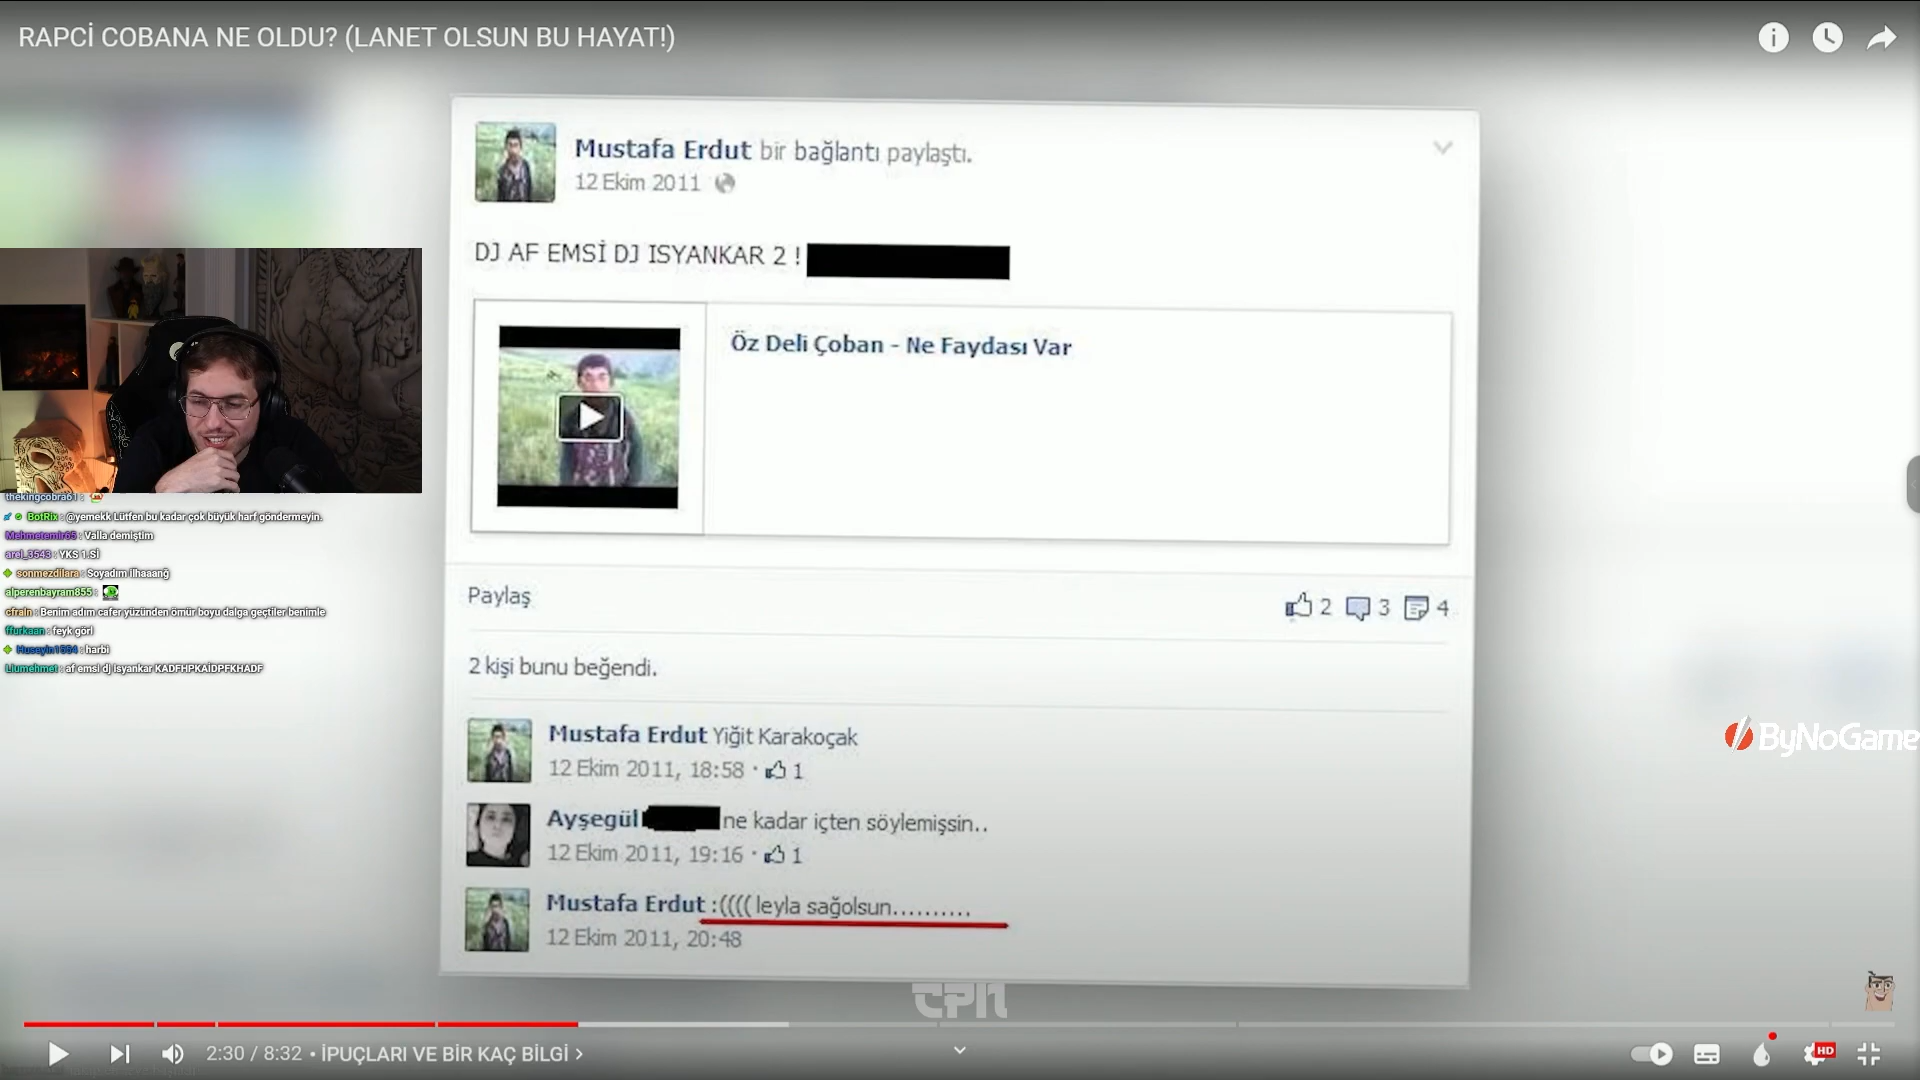 RAPCİ COBANA NE OLDU? (LANET OLSUN BU HAYAT!)
Mustafa Erdut bir bağlantı paylaştı.
12 Ekim 2011
DJ AF EMSİ DJ ISYANKAR 2 !
Öz Deli Çoban - Ne Faydası Var
thekingcobra61 :
BotRix : @yemekk Lütfen bu kadar çok büyük harf göndermeyin.
Mehmetemir65 : Valla demiştim
arel_3543 : YKS 1.Sİ
sonmezdilara : Soyadım ilhaaanğ
alperenbayram855 :
cfrain : Benim adım cafer yüzünden ömür boyu dalga geçtiler benimle
ffurkaan : feyk görl
Huseyin1584 : harbi
Liumehmet : af emsi dj isyankar KADFHPKAİDPFKHADF
Paylaş
2 3 4
2 kişi bunu beğendi.
Mustafa Erdut Yiğit Karakoçak
12 Ekim 2011, 18:58 · 1
Ayşegül ne kadar içten söylemişsin..
12 Ekim 2011, 19:16 · 1
Mustafa Erdut :(((( leyla sağolsun..........
12 Ekim 2011, 20:48
ByNoGame
CPN
2:30 / 8:32 • İPUÇLARI VE BİR KAÇ BİLGİ ›
HD